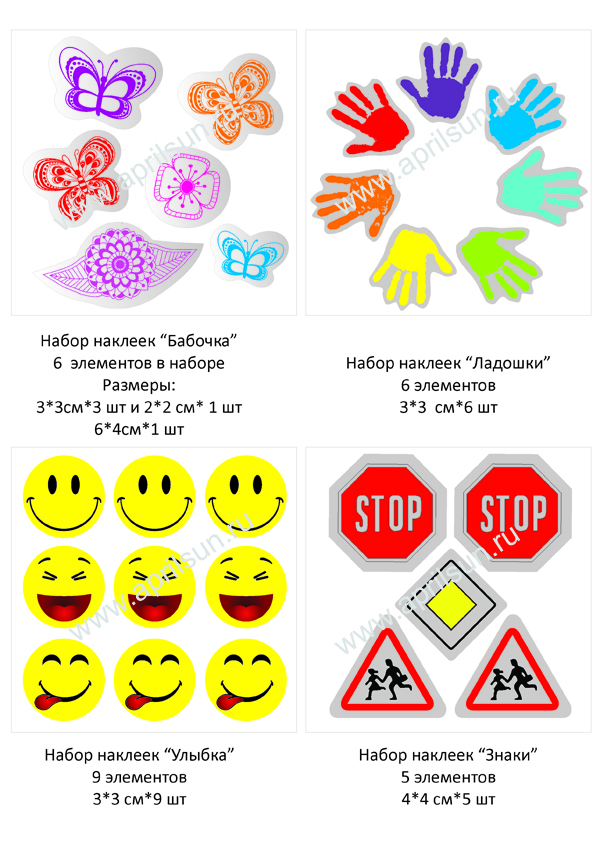 www.aprilsun.ru
www.aprilsun.ru
Набор наклеек “Бабочка”
6 элементов в наборе
Размеры:
3*3см*3 шт и 2*2 см* 1 шт
6*4см*1 шт
Набор наклеек “Ладошки”
6 элементов
3*3 см*6 шт
www.aprilsun.ru
STOP
STOP
www.aprilsun.ru
Набор наклеек “Улыбка”
9 элементов
3*3 см*9 шт
Набор наклеек “Знаки”
5 элементов
4*4 см*5 шт